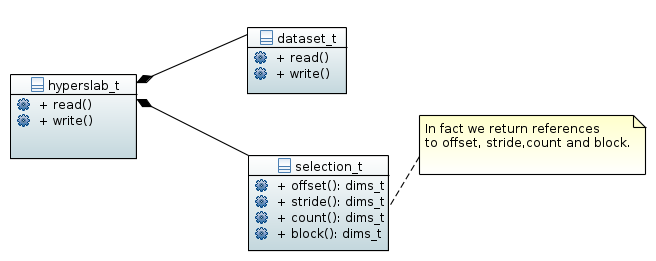 dataset_t
+ read()
+ write()
hyperslab_t
+ read()
+ write()
In fact we return references
to offset, stride,count and block.
selection_t
+ offset(): dims_t
+ stride(): dims_t
+ count(): dims_t
+ block(): dims_t